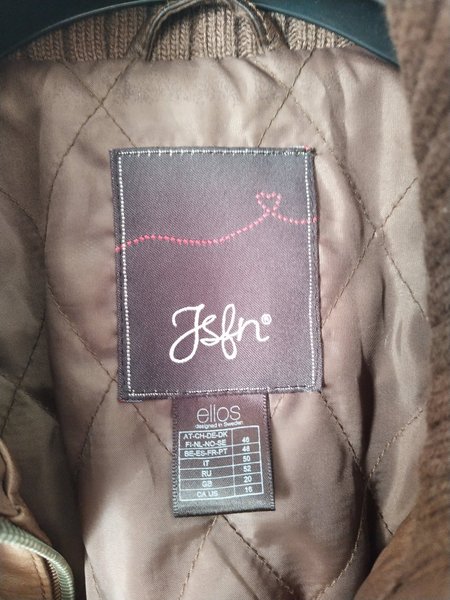 Jsfn®
ellos
designed in Sweden
AT-CH-DE-DK
FI-NL-NO-SE 46
BE-ES-FR-PT 48
IT 50
RU 52
GB 20
CA US 16